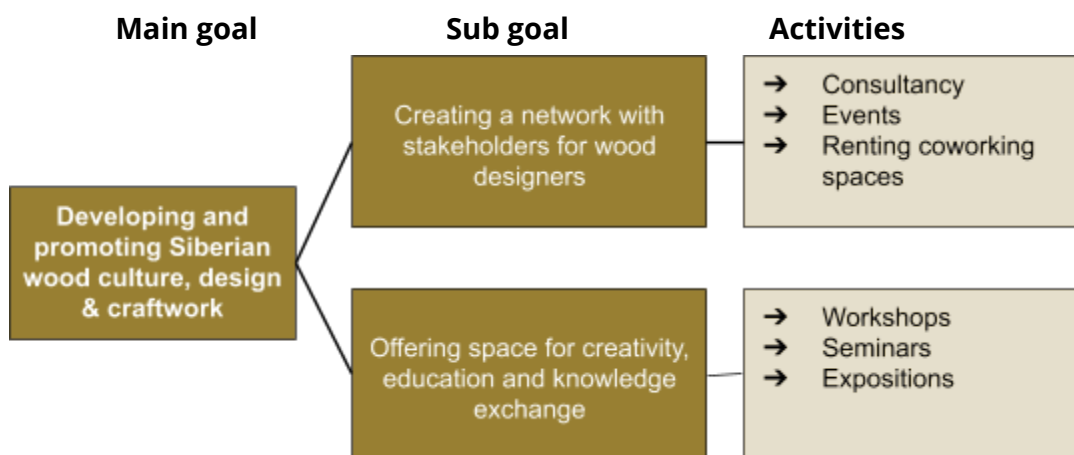 Main goal
Sub goal
Activities
Developing and
promoting Siberian
wood culture, design
& craftwork
Creating a network with
stakeholders for wood
designers
➔ Consultancy
➔ Events
➔ Renting coworking
spaces
Offering space for creativity,
education and knowledge
exchange
➔ Workshops
➔ Seminars
➔ Expositions